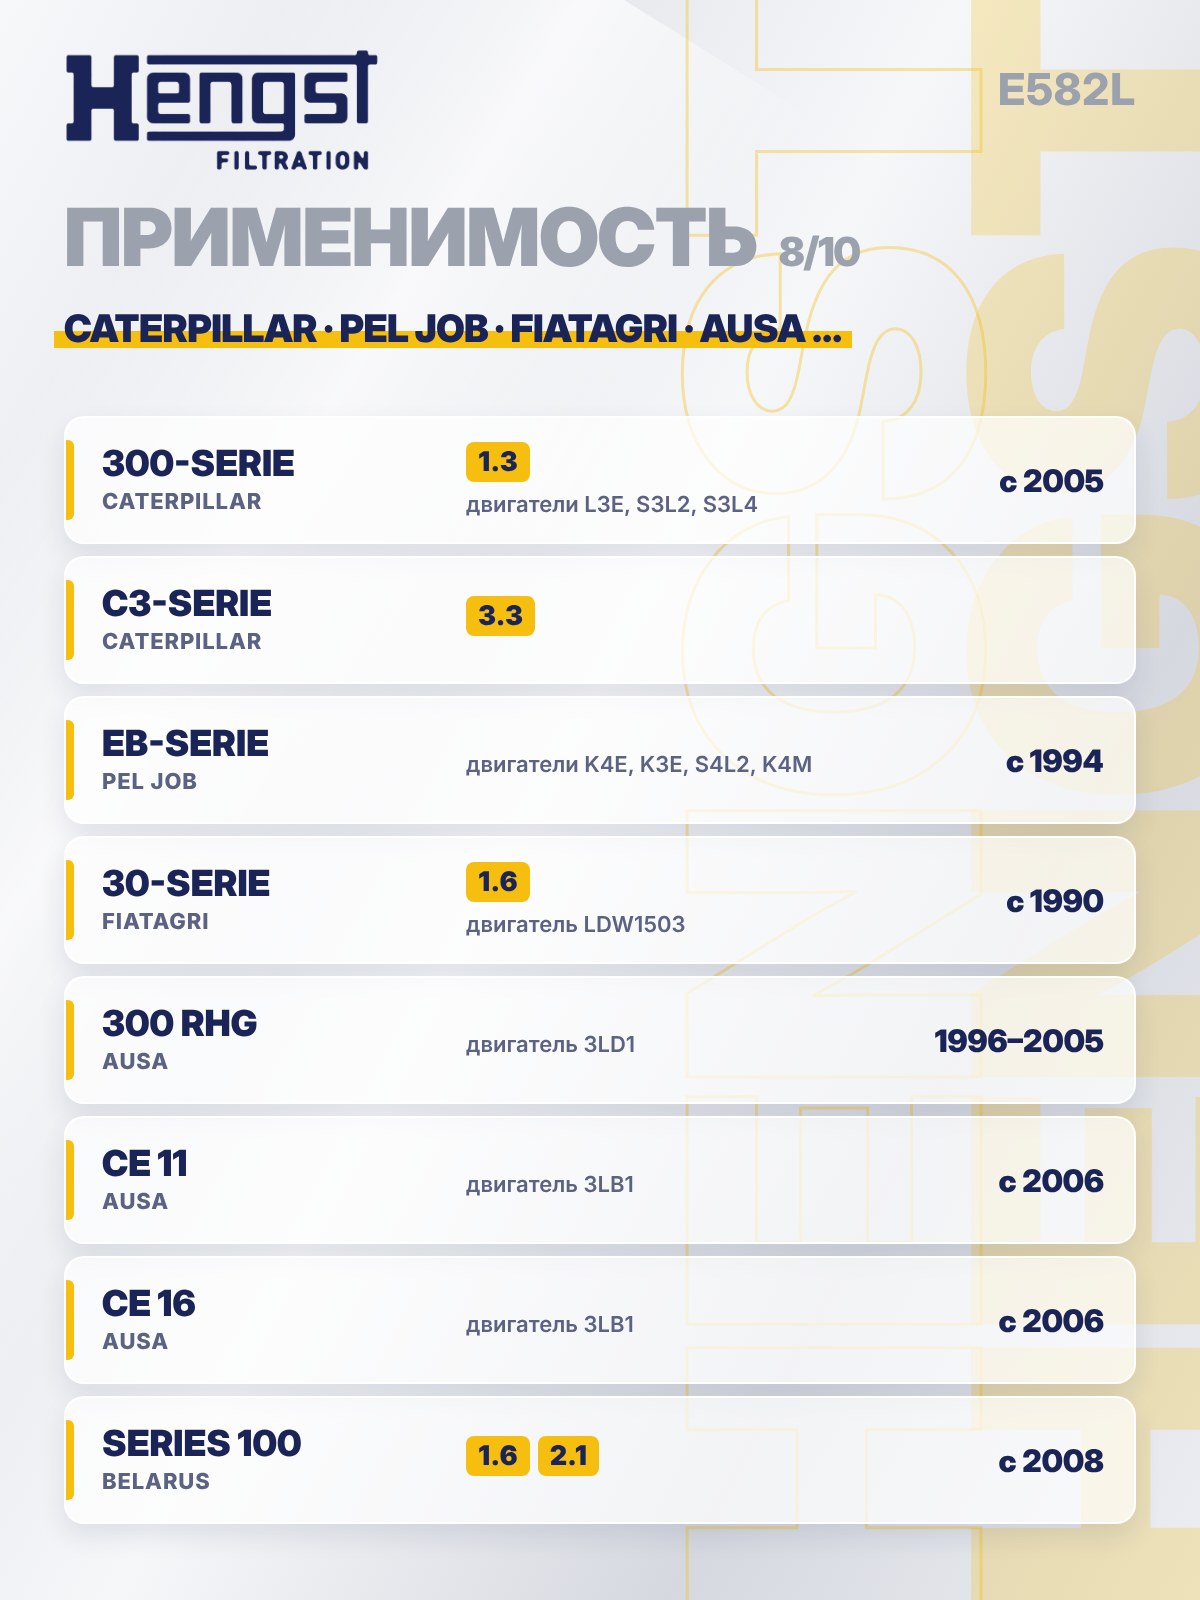 Hengst
FILTRATION
E582L
ПРИМЕНИМОСТЬ 8/10
CATERPILLAR · PEL JOB · FIATAGRI · AUSA ...
300-SERIE
CATERPILLAR
1.3
двигатели L3E, S3L2, S3L4
с 2005
C3-SERIE
CATERPILLAR
3.3
EB-SERIE
PEL JOB
двигатели K4E, K3E, S4L2, K4M
с 1994
30-SERIE
FIATAGRI
1.6
двигатель LDW1503
с 1990
300 RHG
AUSA
двигатель 3LD1
1996–2005
CE 11
AUSA
двигатель 3LB1
с 2006
CE 16
AUSA
двигатель 3LB1
с 2006
SERIES 100
BELARUS
1.6 2.1
с 2008
HENGST
HENGST